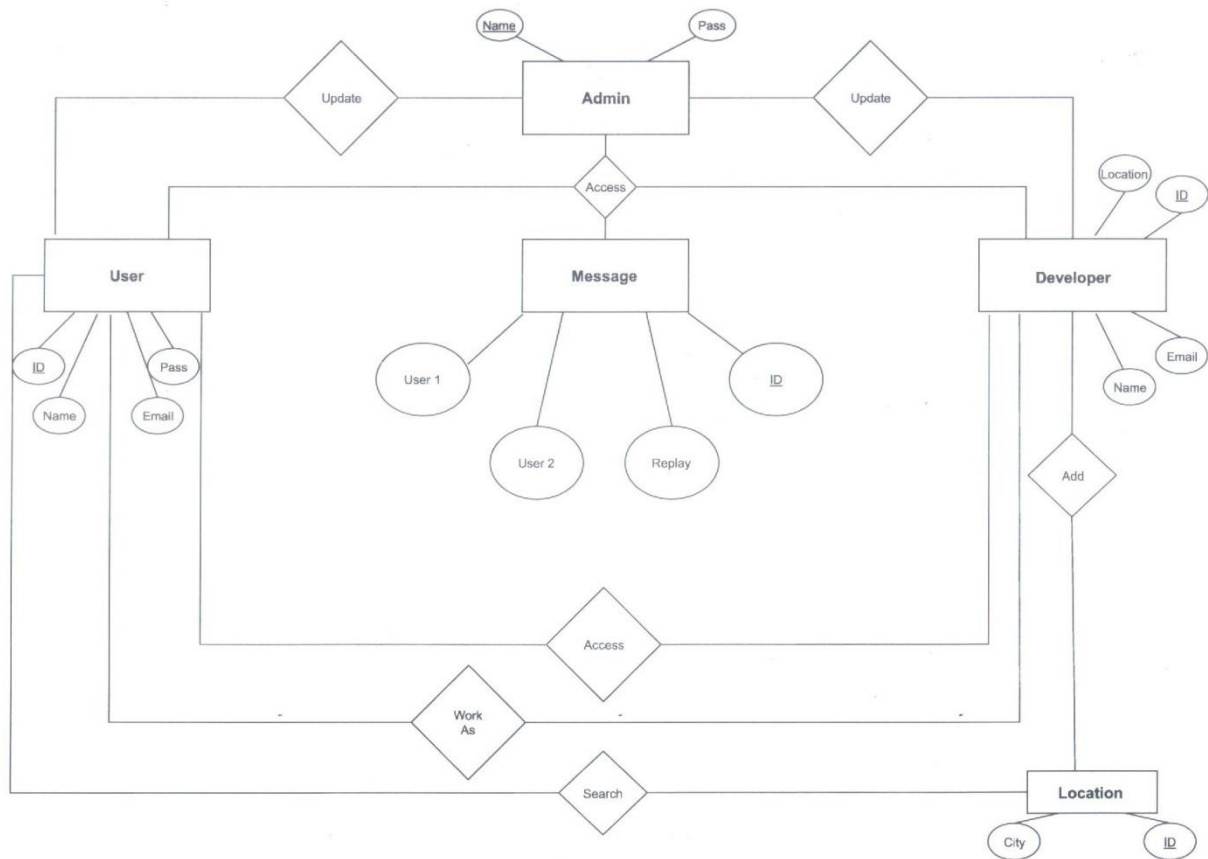 Name
Pass
Update
Admin
Update
Access
Location
ID
User
Message
Developer
ID
Pass
Name
Email
User 1
ID
User 2
Replay
Email
Name
Add
Access
Work
As
Search
Location
City
ID